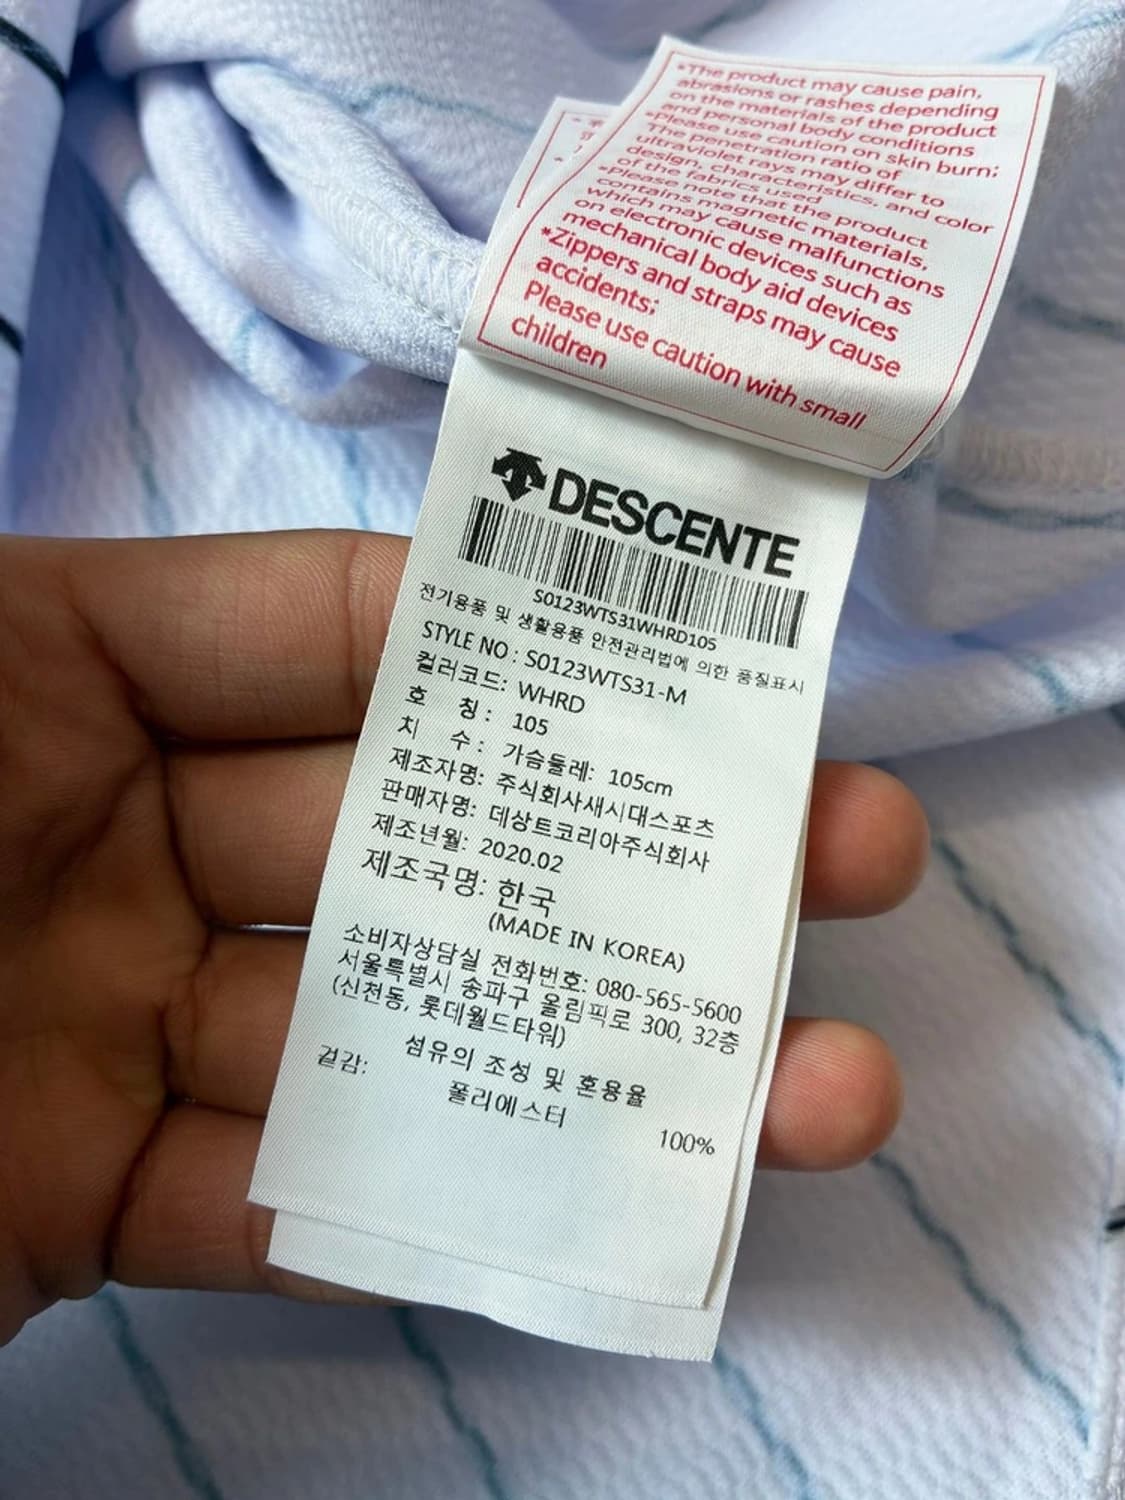 *The product may cause pain,
abrasions or rashes depending
on the materials of the product
and personal body conditions
*Please use caution on skin burn:
The penetration ratio of
ultraviolet rays may differ to
design, characteristics, and color
of the fabrics used
*Please note that the product
contains magnetic materials,
which may cause malfunctions
on electronic devices such as
mechanical body aid devices
*Zippers and straps may cause
accidents;
Please use caution with small
children
DESCENTE
S0123WTS31WHRD105
전기용품 및 생활용품 안전관리법에 의한 품질표시
STYLE NO : S0123WTS31-M
컬러코드: WHRD
호 칭 : 105
치 수 : 가슴둘레: 105cm
제조자명: 주식회사새시대스포츠
판매자명: 데상트코리아주식회사
제조년월: 2020.02
제조국명: 한국
(MADE IN KOREA)
소비자상담실 전화번호: 080-565-5600
서울특별시 송파구 올림픽로 300, 32층
(신천동, 롯데월드타워)
섬유의 조성 및 혼용율
겉감:
폴리에스터
100%